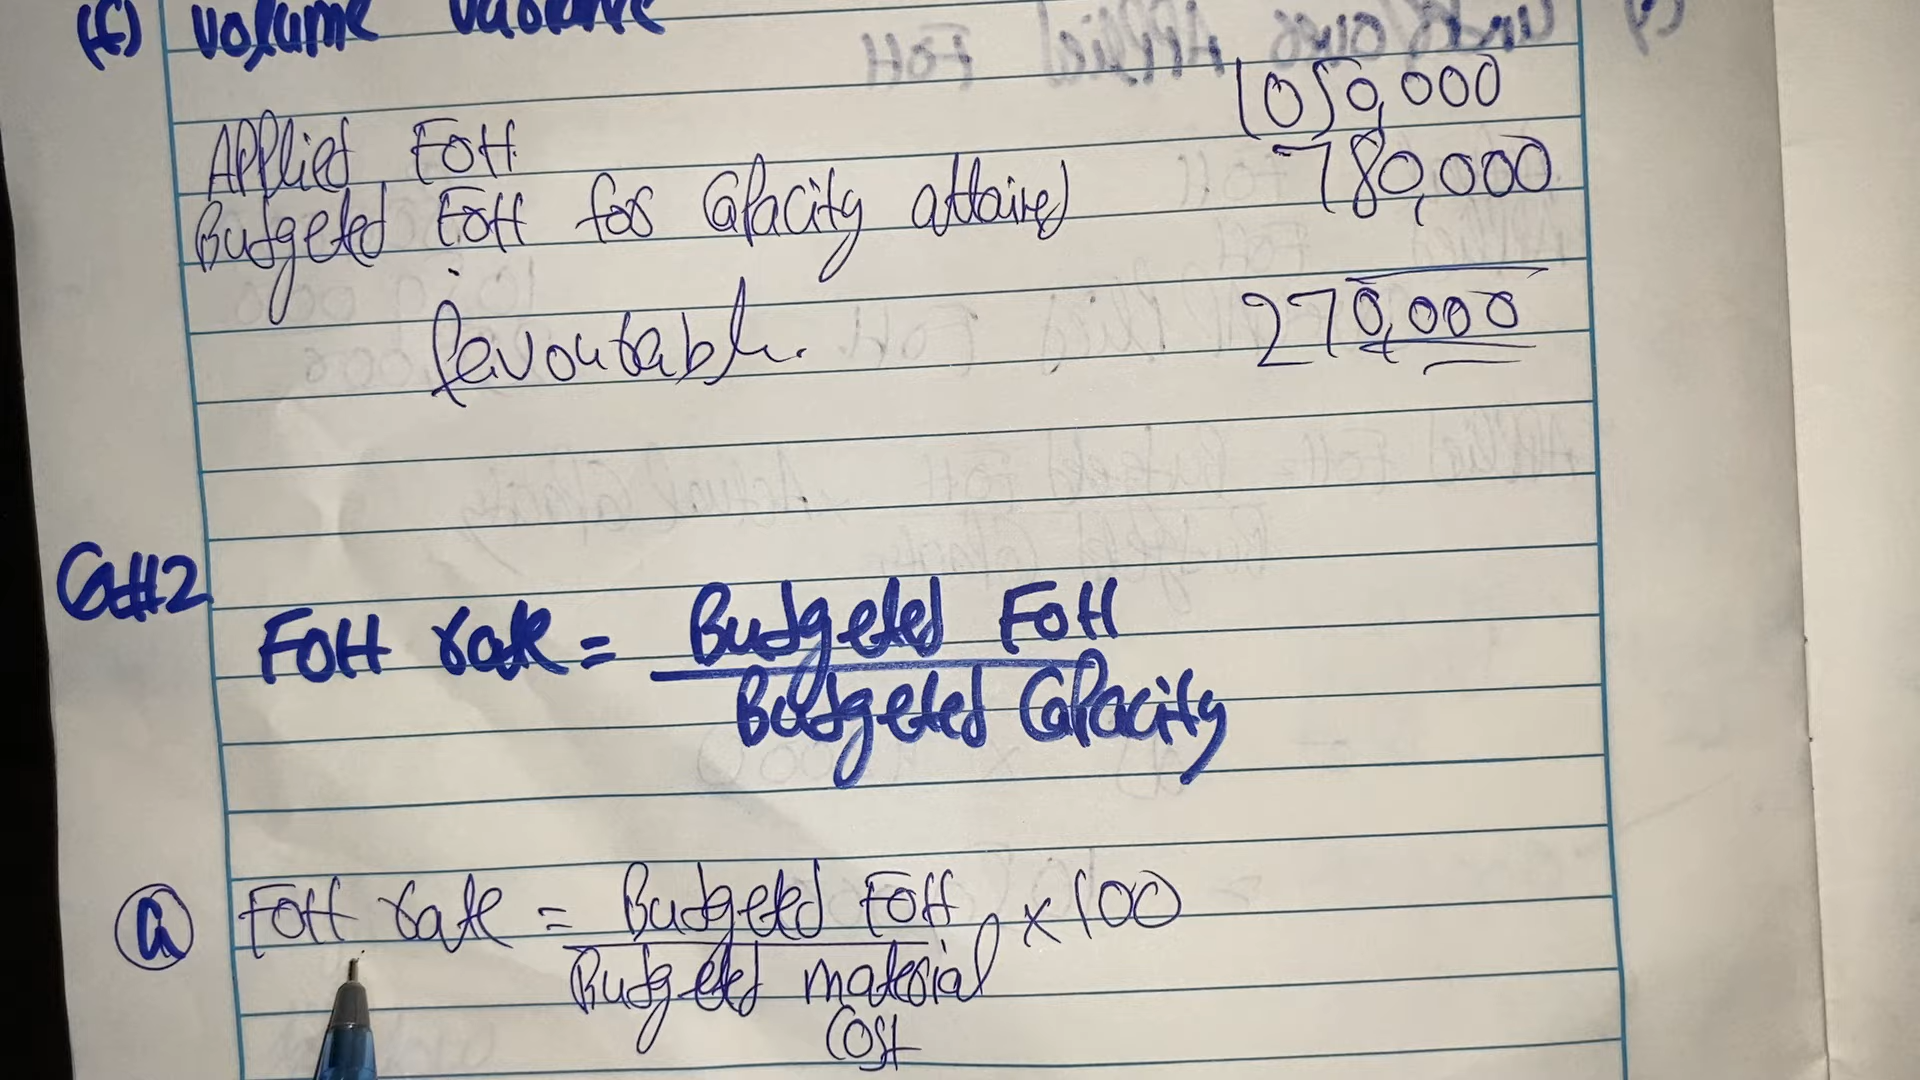 (f) Volume variance
Applied FOH 1050,000
Budgeted FOH for Capacity attained 780,000
favourable. 270,000
Q#2
FOH rate = Budgeted FOH
Budgeted Capacity
(a) FOH rate = Budgeted FOH × 100
Budgeted material
Cost